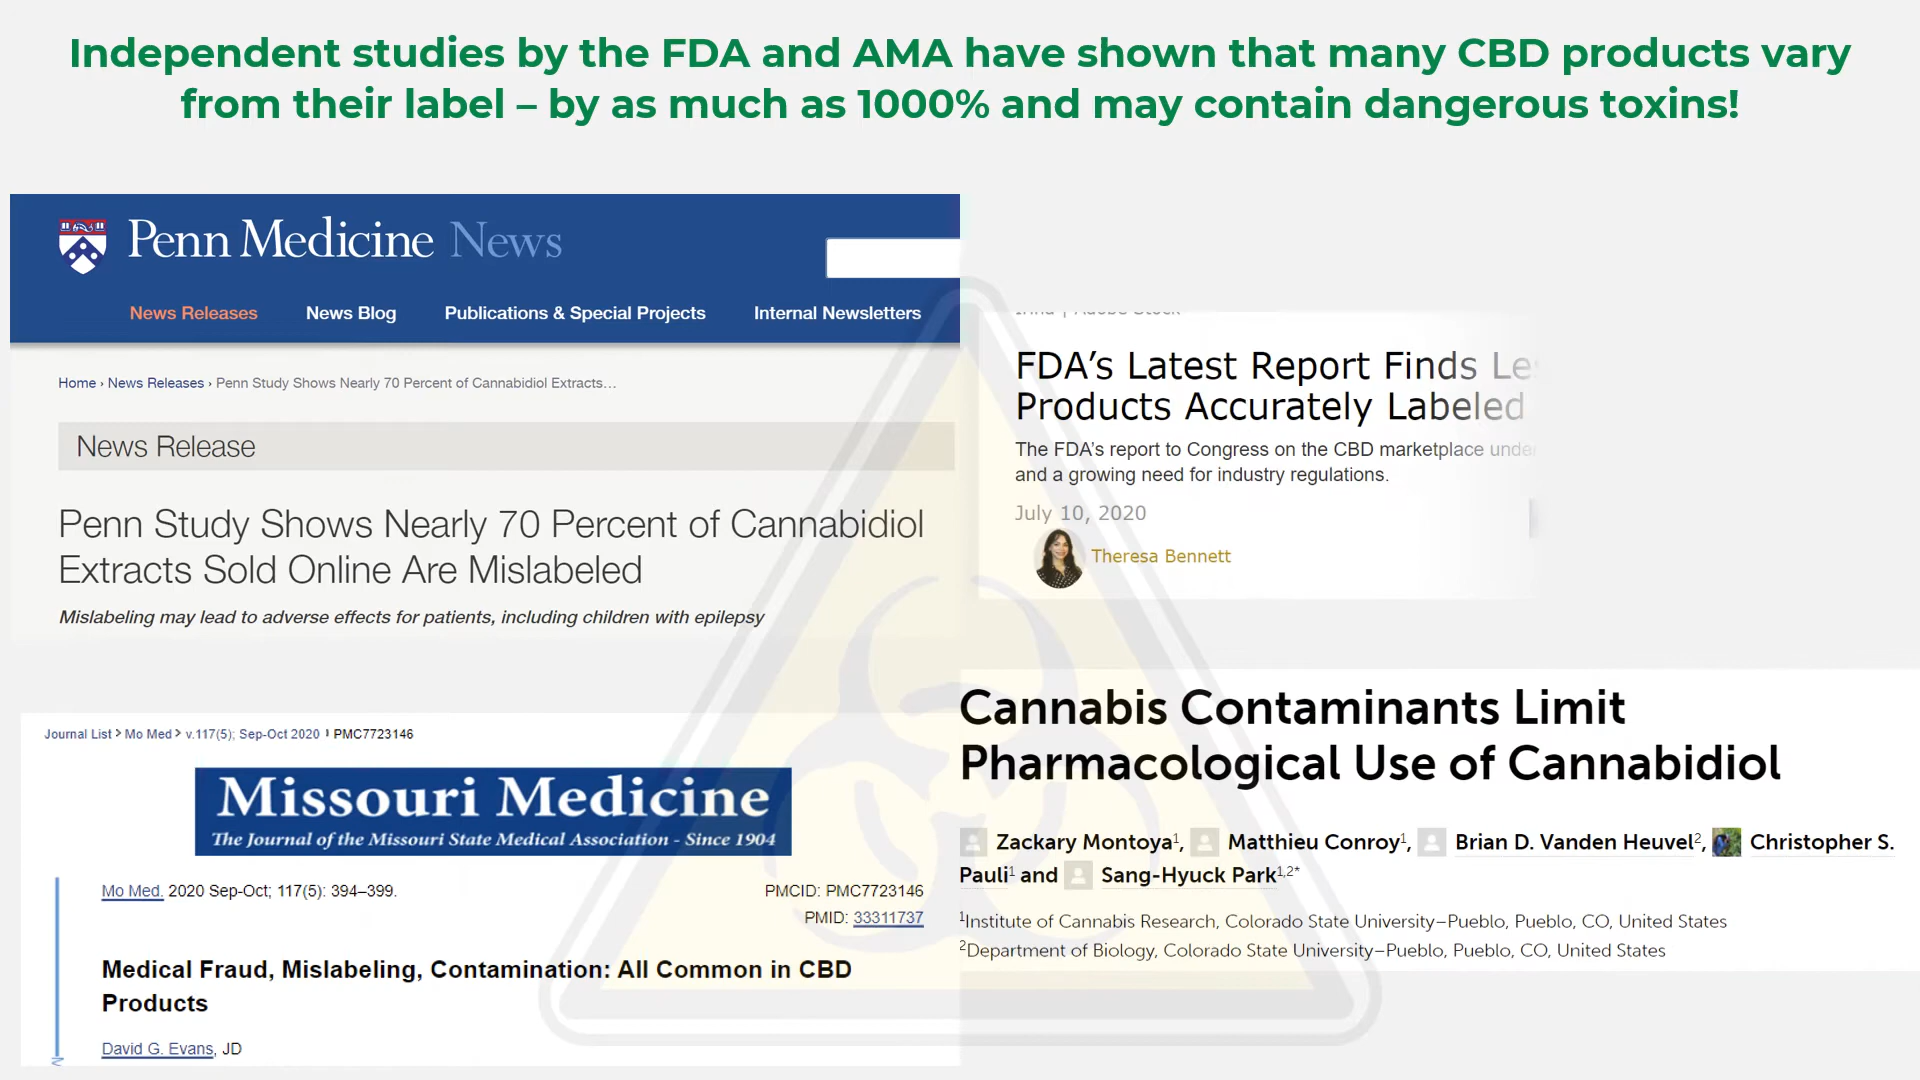 Independent studies by the FDA and AMA have shown that many CBD products vary
from their label – by as much as 1000% and may contain dangerous toxins!
Penn Medicine News
News Releases News Blog Publications & Special Projects Internal Newsletters
Home › News Releases › Penn Study Shows Nearly 70 Percent of Cannabidiol Extracts…
News Release
Penn Study Shows Nearly 70 Percent of Cannabidiol
Extracts Sold Online Are Mislabeled
Mislabeling may lead to adverse effects for patients, including children with epilepsy
FDA’s Latest Report Finds
Products Accurately Labeled
The FDA’s report to Congress on the CBD marketplace
and a growing need for industry regulations.
July 10, 2020
Theresa Bennett
Journal List > Mo Med > v.117(5); Sep-Oct 2020 › PMC7723146
Missouri Medicine
The Journal of the Missouri State Medical Association - Since 1904
Mo Med. 2020 Sep-Oct; 117(5): 394–399.
PMCID: PMC7723146
PMID: 33311737
Medical Fraud, Mislabeling, Contamination: All Common in CBD
Products
David G. Evans, JD
Cannabis Contaminants Limit
Pharmacological Use of Cannabidiol
Zackary Montoya1, Matthieu Conroy1, Brian D. Vanden Heuvel2, Christopher S.
Pauli1 and Sang-Hyuck Park1,2*
1Institute of Cannabis Research, Colorado State University–Pueblo, Pueblo, CO, United States
2Department of Biology, Colorado State University–Pueblo, Pueblo, CO, United States